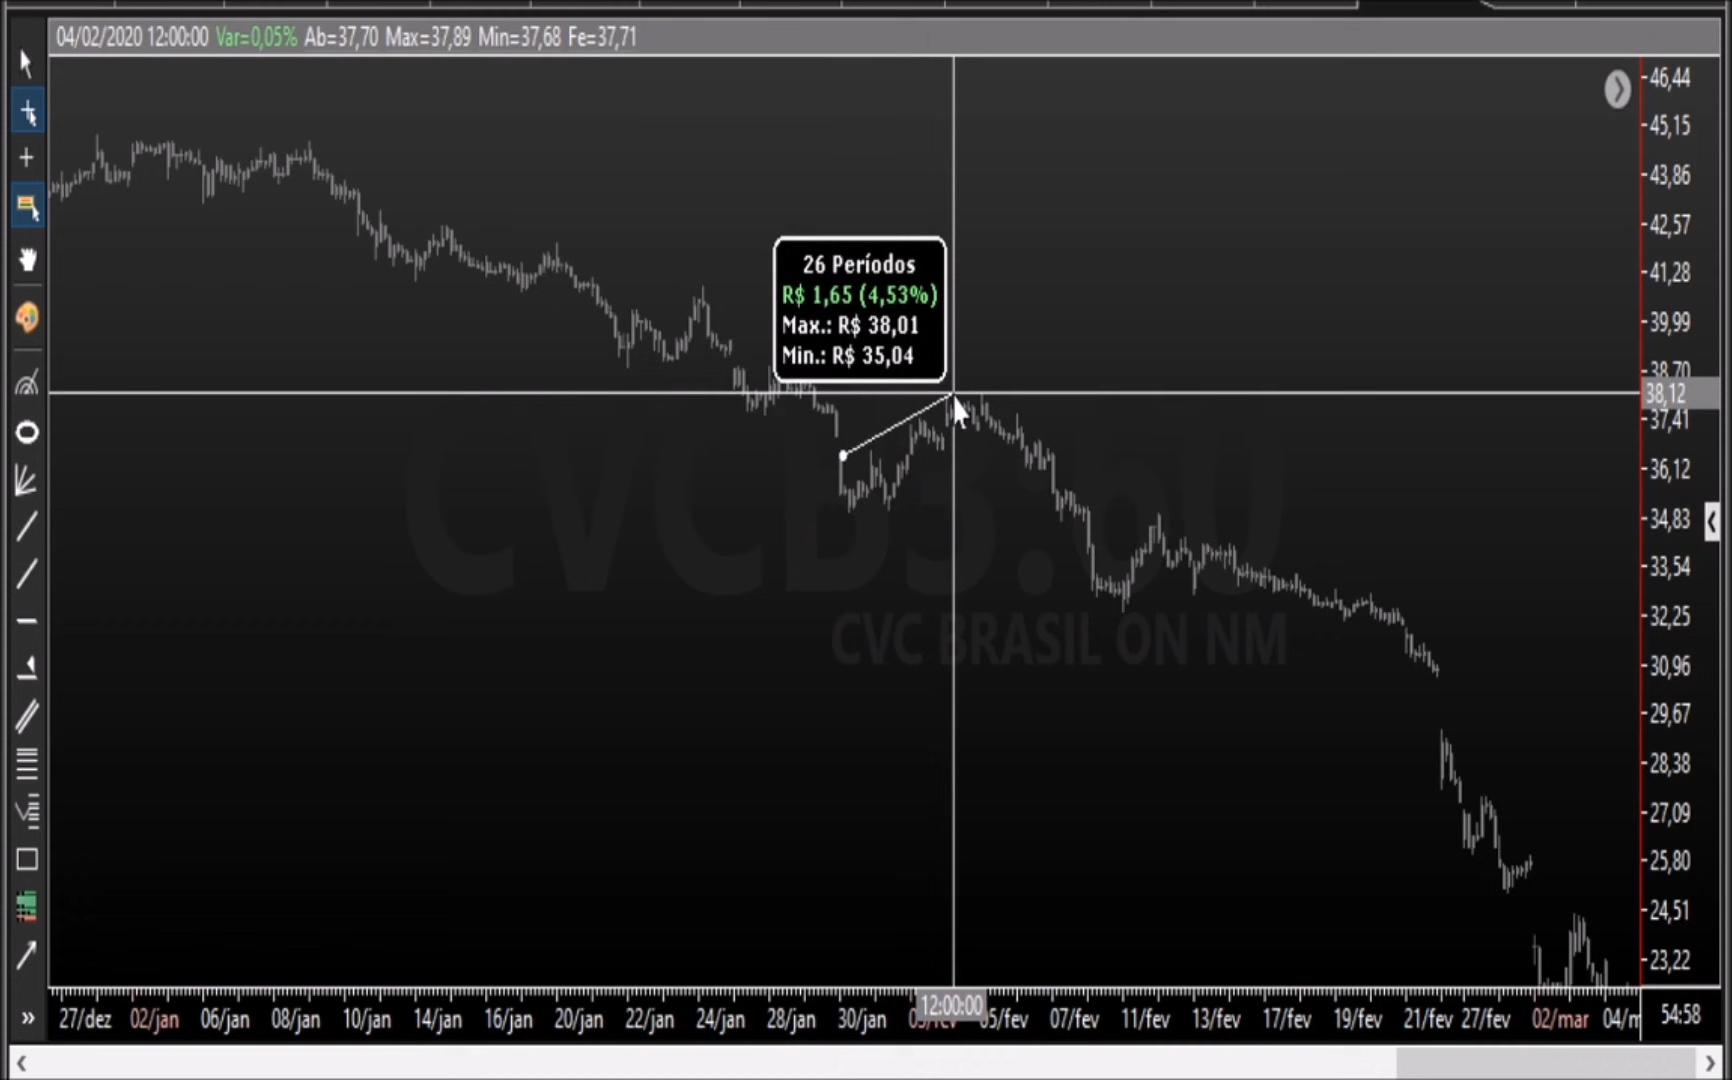 04/02/2020 12:00:00 Var=0,05% Ab=37,70 Max=37,89 Min=37,68 Fe=37,71
46,44
45,15
43,86
42,57
41,28
39,99
38,70
38,12
37,41
36,12
34,83
33,54
32,25
30,96
29,67
28,38
27,09
25,80
24,51
23,22
26 Períodos
R$ 1,65 (4,53%)
Max.: R$ 38,01
Min.: R$ 35,04
CVCB3:60
CVC BRASIL ON NM
27/dez 02/jan 06/jan 08/jan 10/jan 14/jan 16/jan 20/jan 22/jan 24/jan 28/jan 30/jan 12:00:00 05/fev 07/fev 11/fev 13/fev 17/fev 19/fev 21/fev 27/fev 02/mar 04/m 54:58